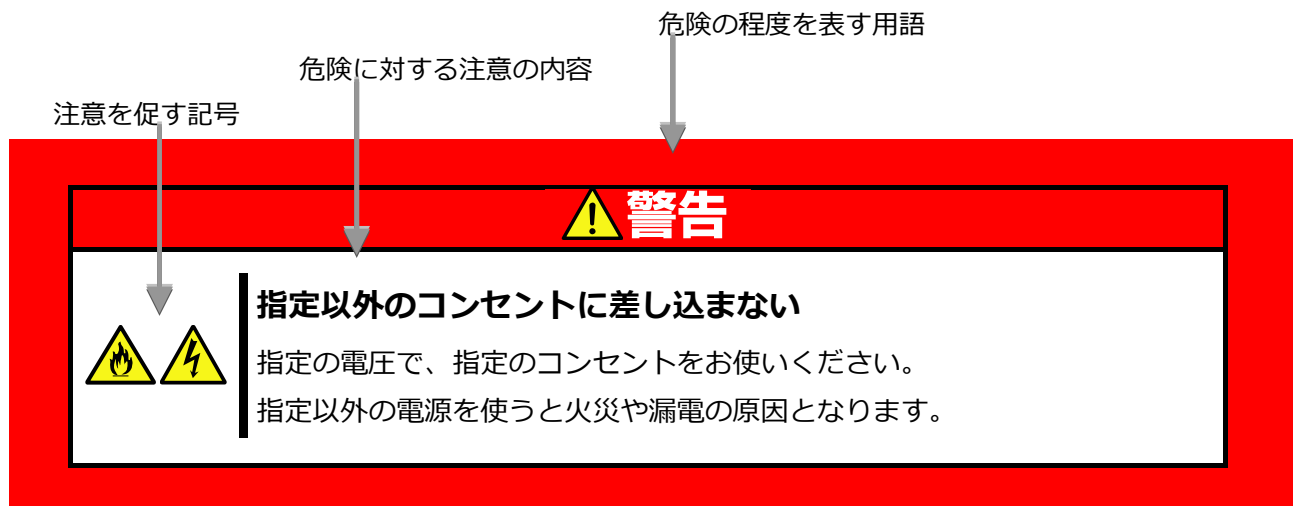 危険の程度を表す用語
危険に対する注意の内容
注意を促す記号
警告
指定以外のコンセントに差し込まない
指定の電圧で、指定のコンセントをお使いください。
指定以外の電源を使うと火災や漏電の原因となります。